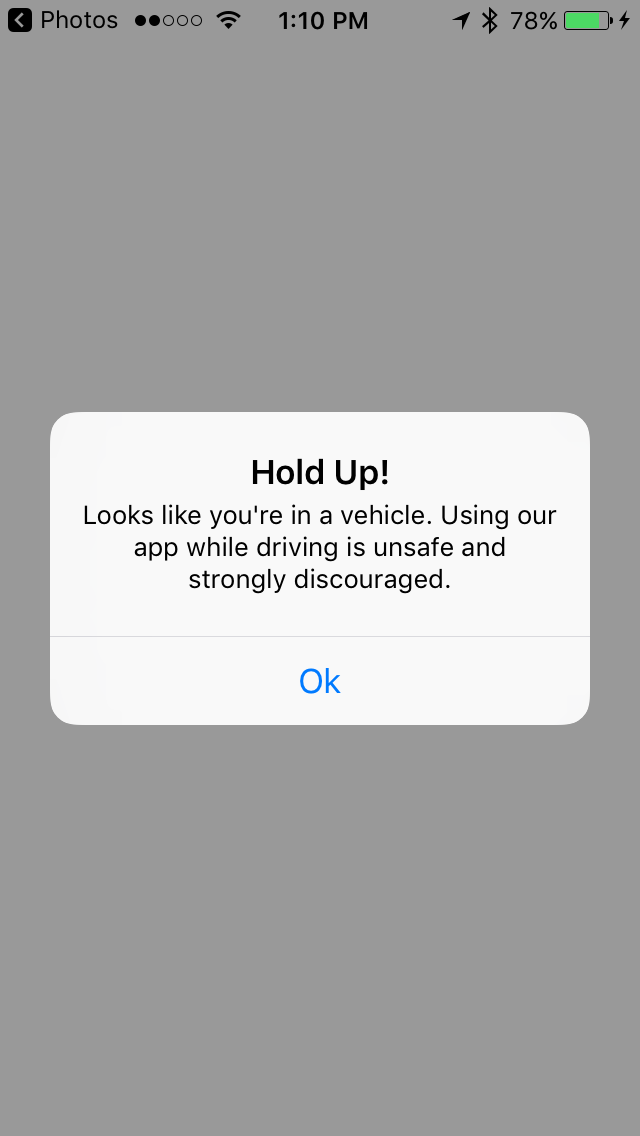 Photos 1:10 PM 78%
Hold Up!
Looks like you're in a vehicle. Using our
app while driving is unsafe and
strongly discouraged.
Ok